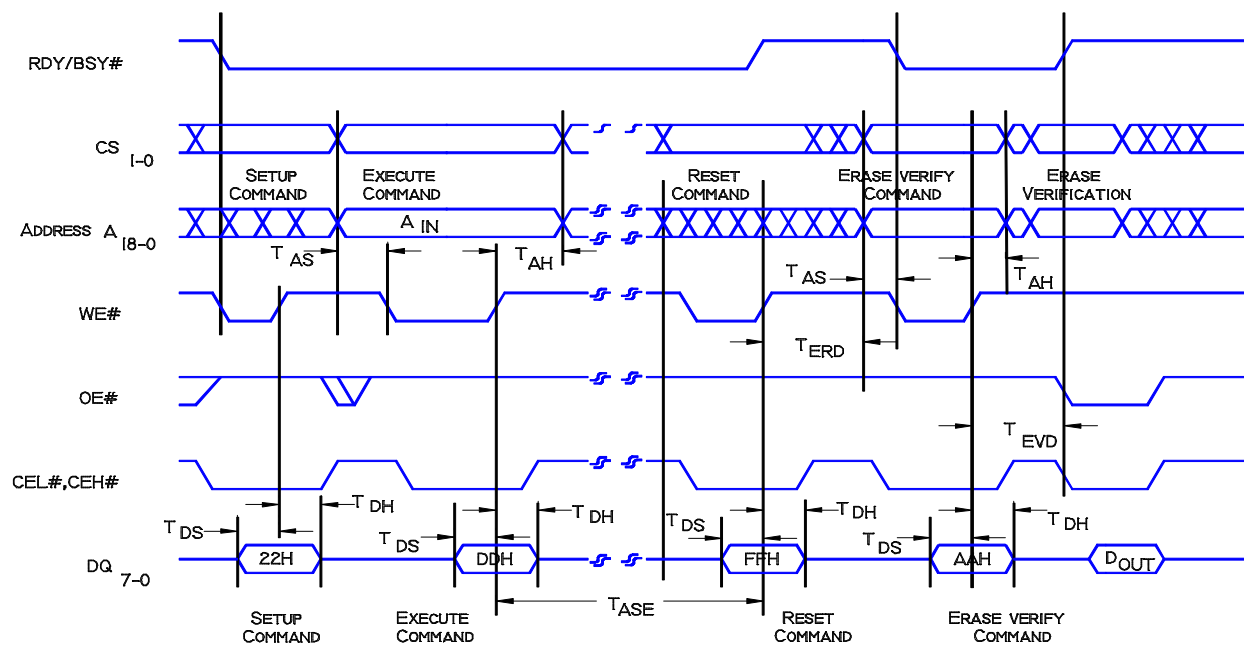 RDY/BSY#
CS 1-0
SETUP COMMAND
EXECUTE COMMAND
RESET COMMAND
ERASE VERIFY COMMAND
ERASE VERIFICATION
ADDRESS A 18-0
A IN
T AS
T AH
T AS
T AH
WE#
T ERD
OE#
T EVD
CEL#,CEH#
T DS
T DH
T DS
T DH
T DS
T DH
T DS
T DH
DQ 7-0
22H
DDH
FFH
AAH
D OUT
T ASE
SETUP COMMAND
EXECUTE COMMAND
RESET COMMAND
ERASE VERIFY COMMAND